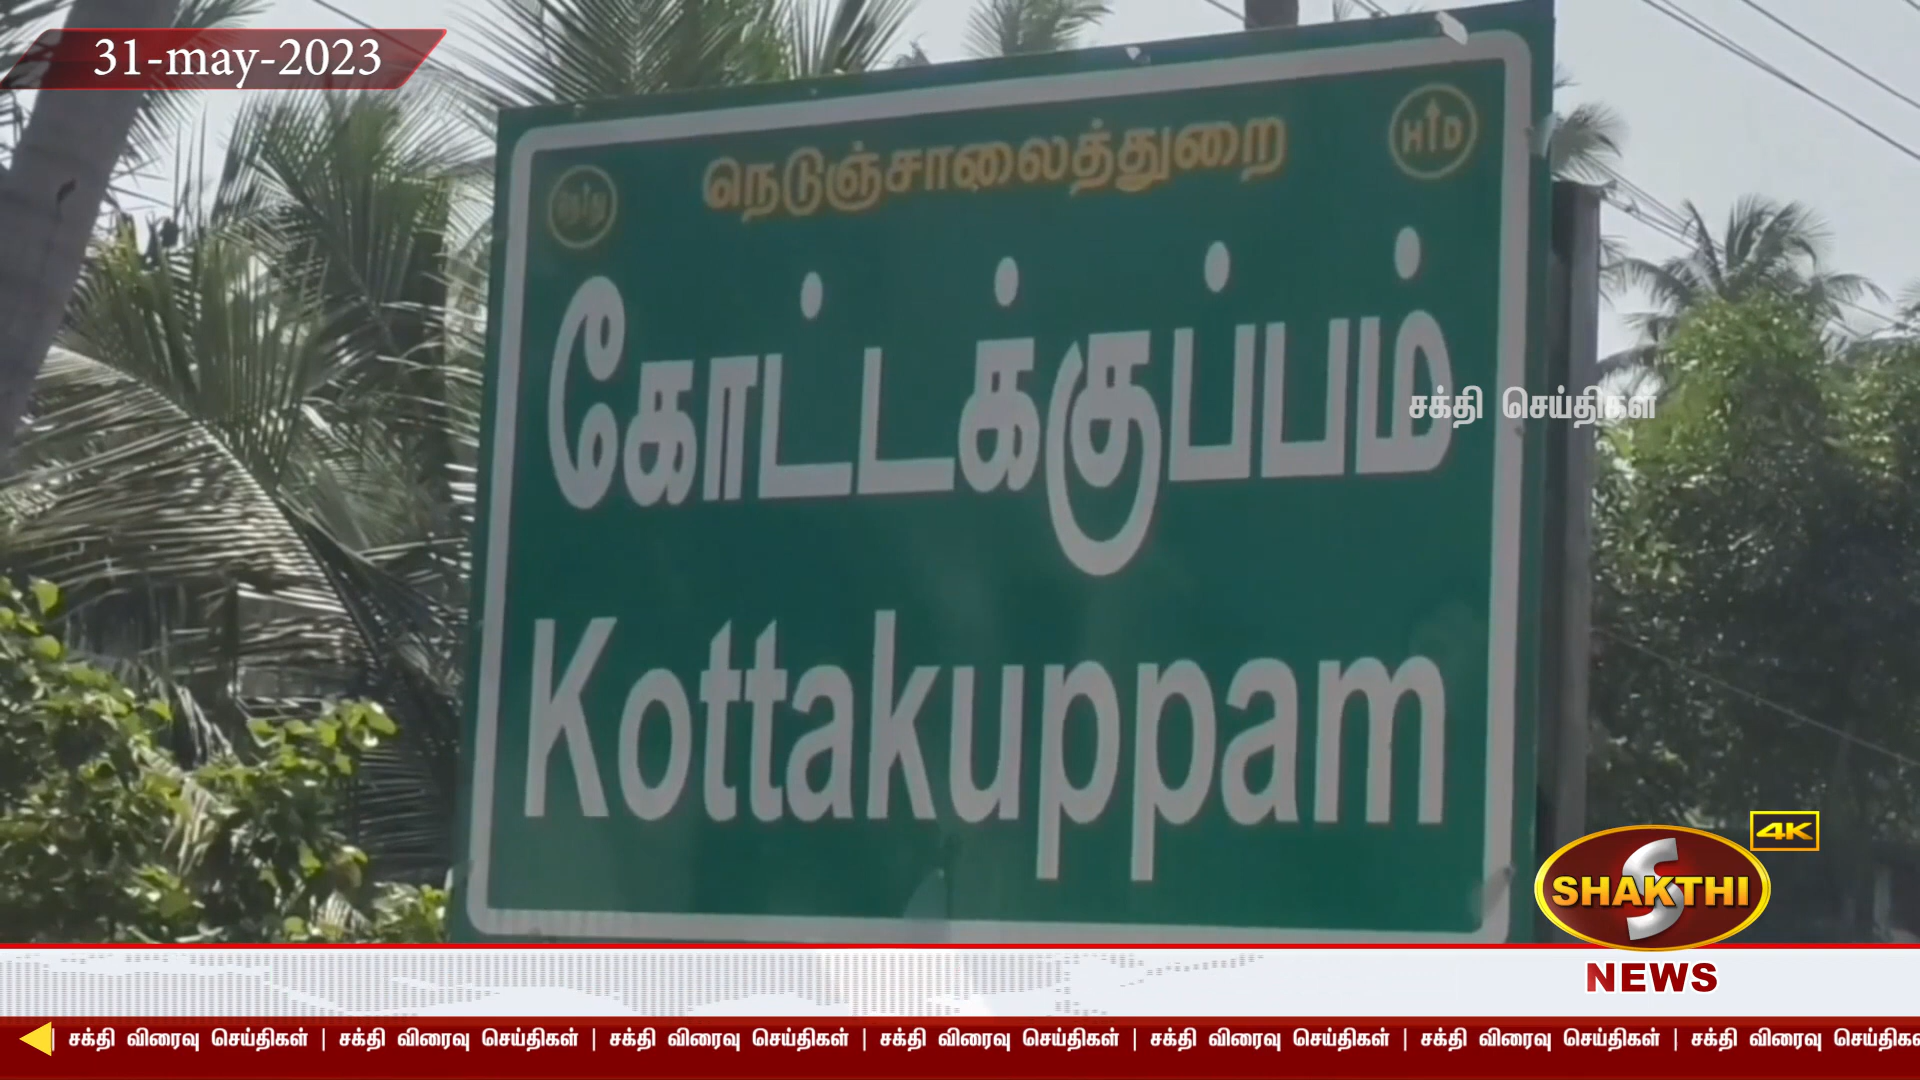 31-may-2023
நெடுஞ்சாலைத்துறை
HTD
கோட்டக்குப்பம்
சக்தி செய்திகள்
Kottakuppam
4K
SHAKTHI
NEWS
சக்தி விரைவு செய்திகள் | சக்தி விரைவு செய்திகள் | சக்தி விரைவு செய்திகள் | சக்தி விரைவு செய்திகள் | சக்தி விரைவு செய்திகள் | சக்தி விரைவு செய்திகள் | சக்தி விரைவு செய்திகள்